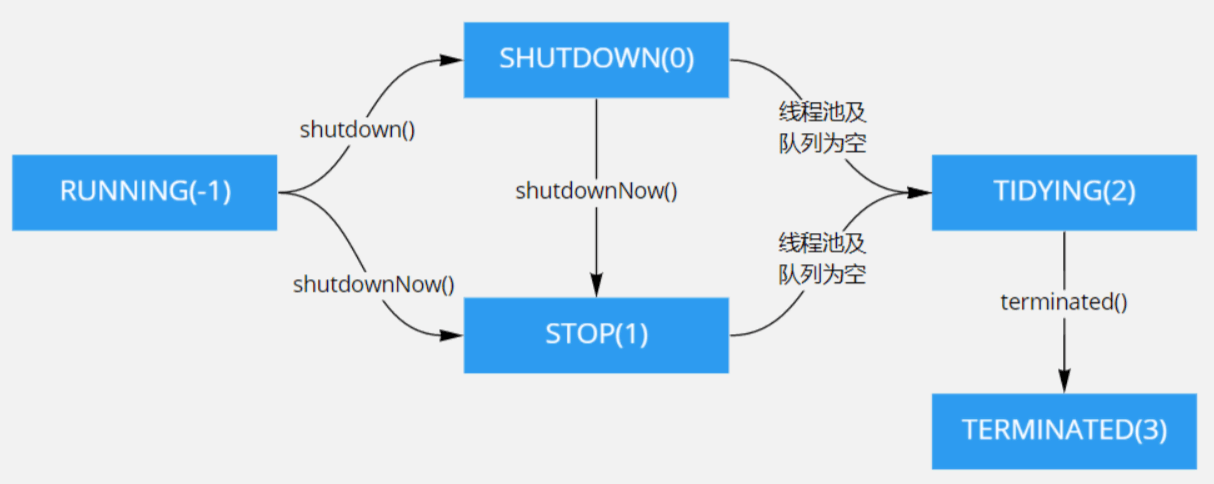 SHUTDOWN(0)
线程池及
队列为空
shutdown()
RUNNING(-1)
shutdownNow()
TIDYING(2)
线程池及
队列为空
shutdownNow()
terminated()
STOP(1)
TERMINATED(3)